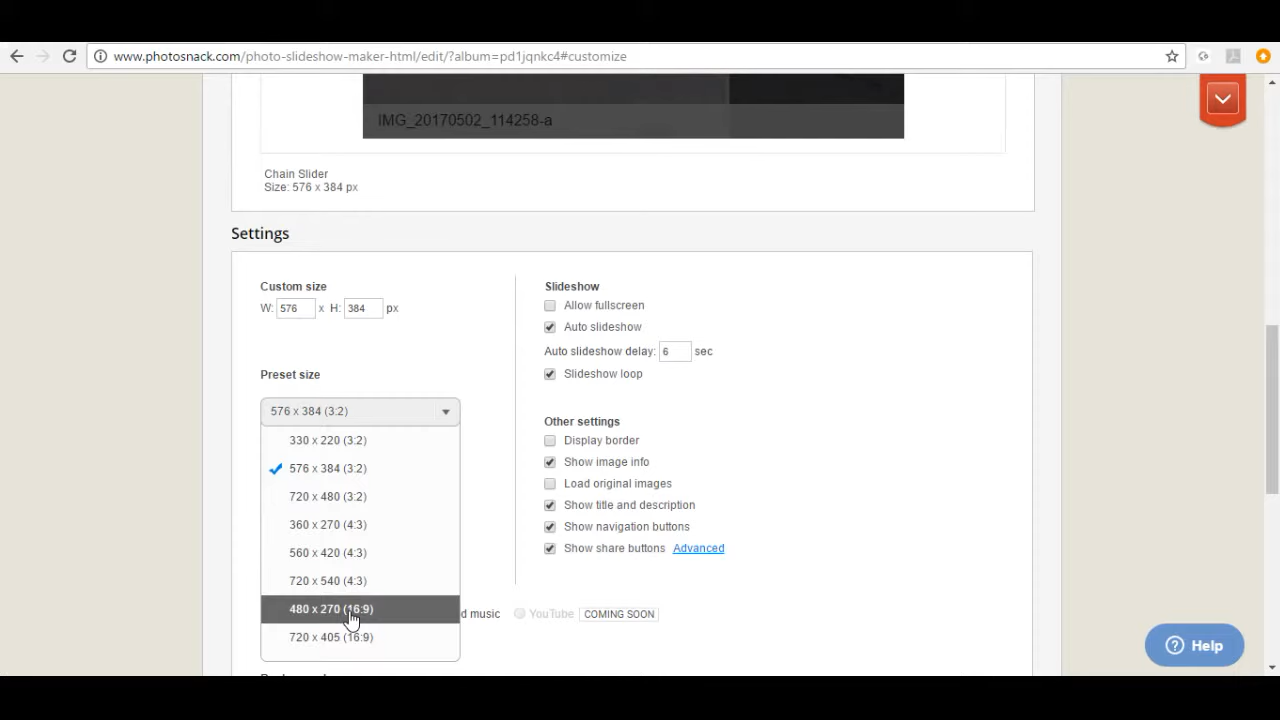 www.photosnack.com/photo-slideshow-maker-html/edit/?album=pd1jqnkc4#customize
IMG_20170502_114258-a
Chain Slider
Size: 576 x 384 px
Settings
Custom size
W: 576 x H: 384 px
Preset size
576 x 384 (3:2)
330 x 220 (3:2)
576 x 384 (3:2)
720 x 480 (3:2)
360 x 270 (4:3)
560 x 420 (4:3)
720 x 540 (4:3)
480 x 270 (16:9)
720 x 405 (16:9)
Slideshow
Allow fullscreen
Auto slideshow
Auto slideshow delay: 6 sec
Slideshow loop
Other settings
Display border
Show image info
Load original images
Show title and description
Show navigation buttons
Show share buttons Advanced
d music YouTube COMING SOON
Help